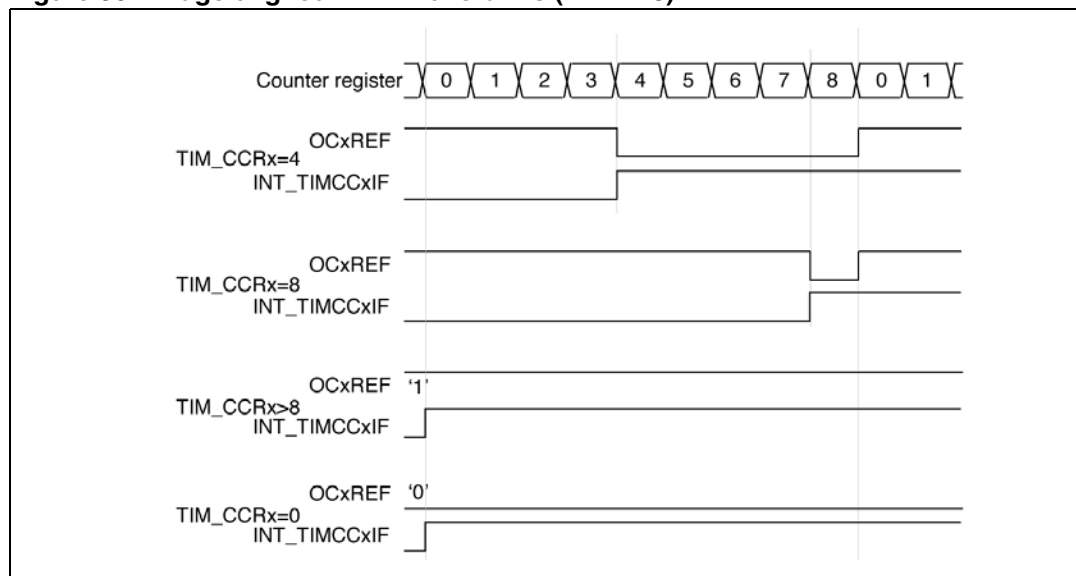 Counter register 0 1 2 3 4 5 6 7 8 0 1
OCxREF
TIM_CCRx=4
INT_TIMCCxIF
OCxREF
TIM_CCRx=8
INT_TIMCCxIF
OCxREF '1'
TIM_CCRx>8
INT_TIMCCxIF
OCxREF '0'
TIM_CCRx=0
INT_TIMCCxIF